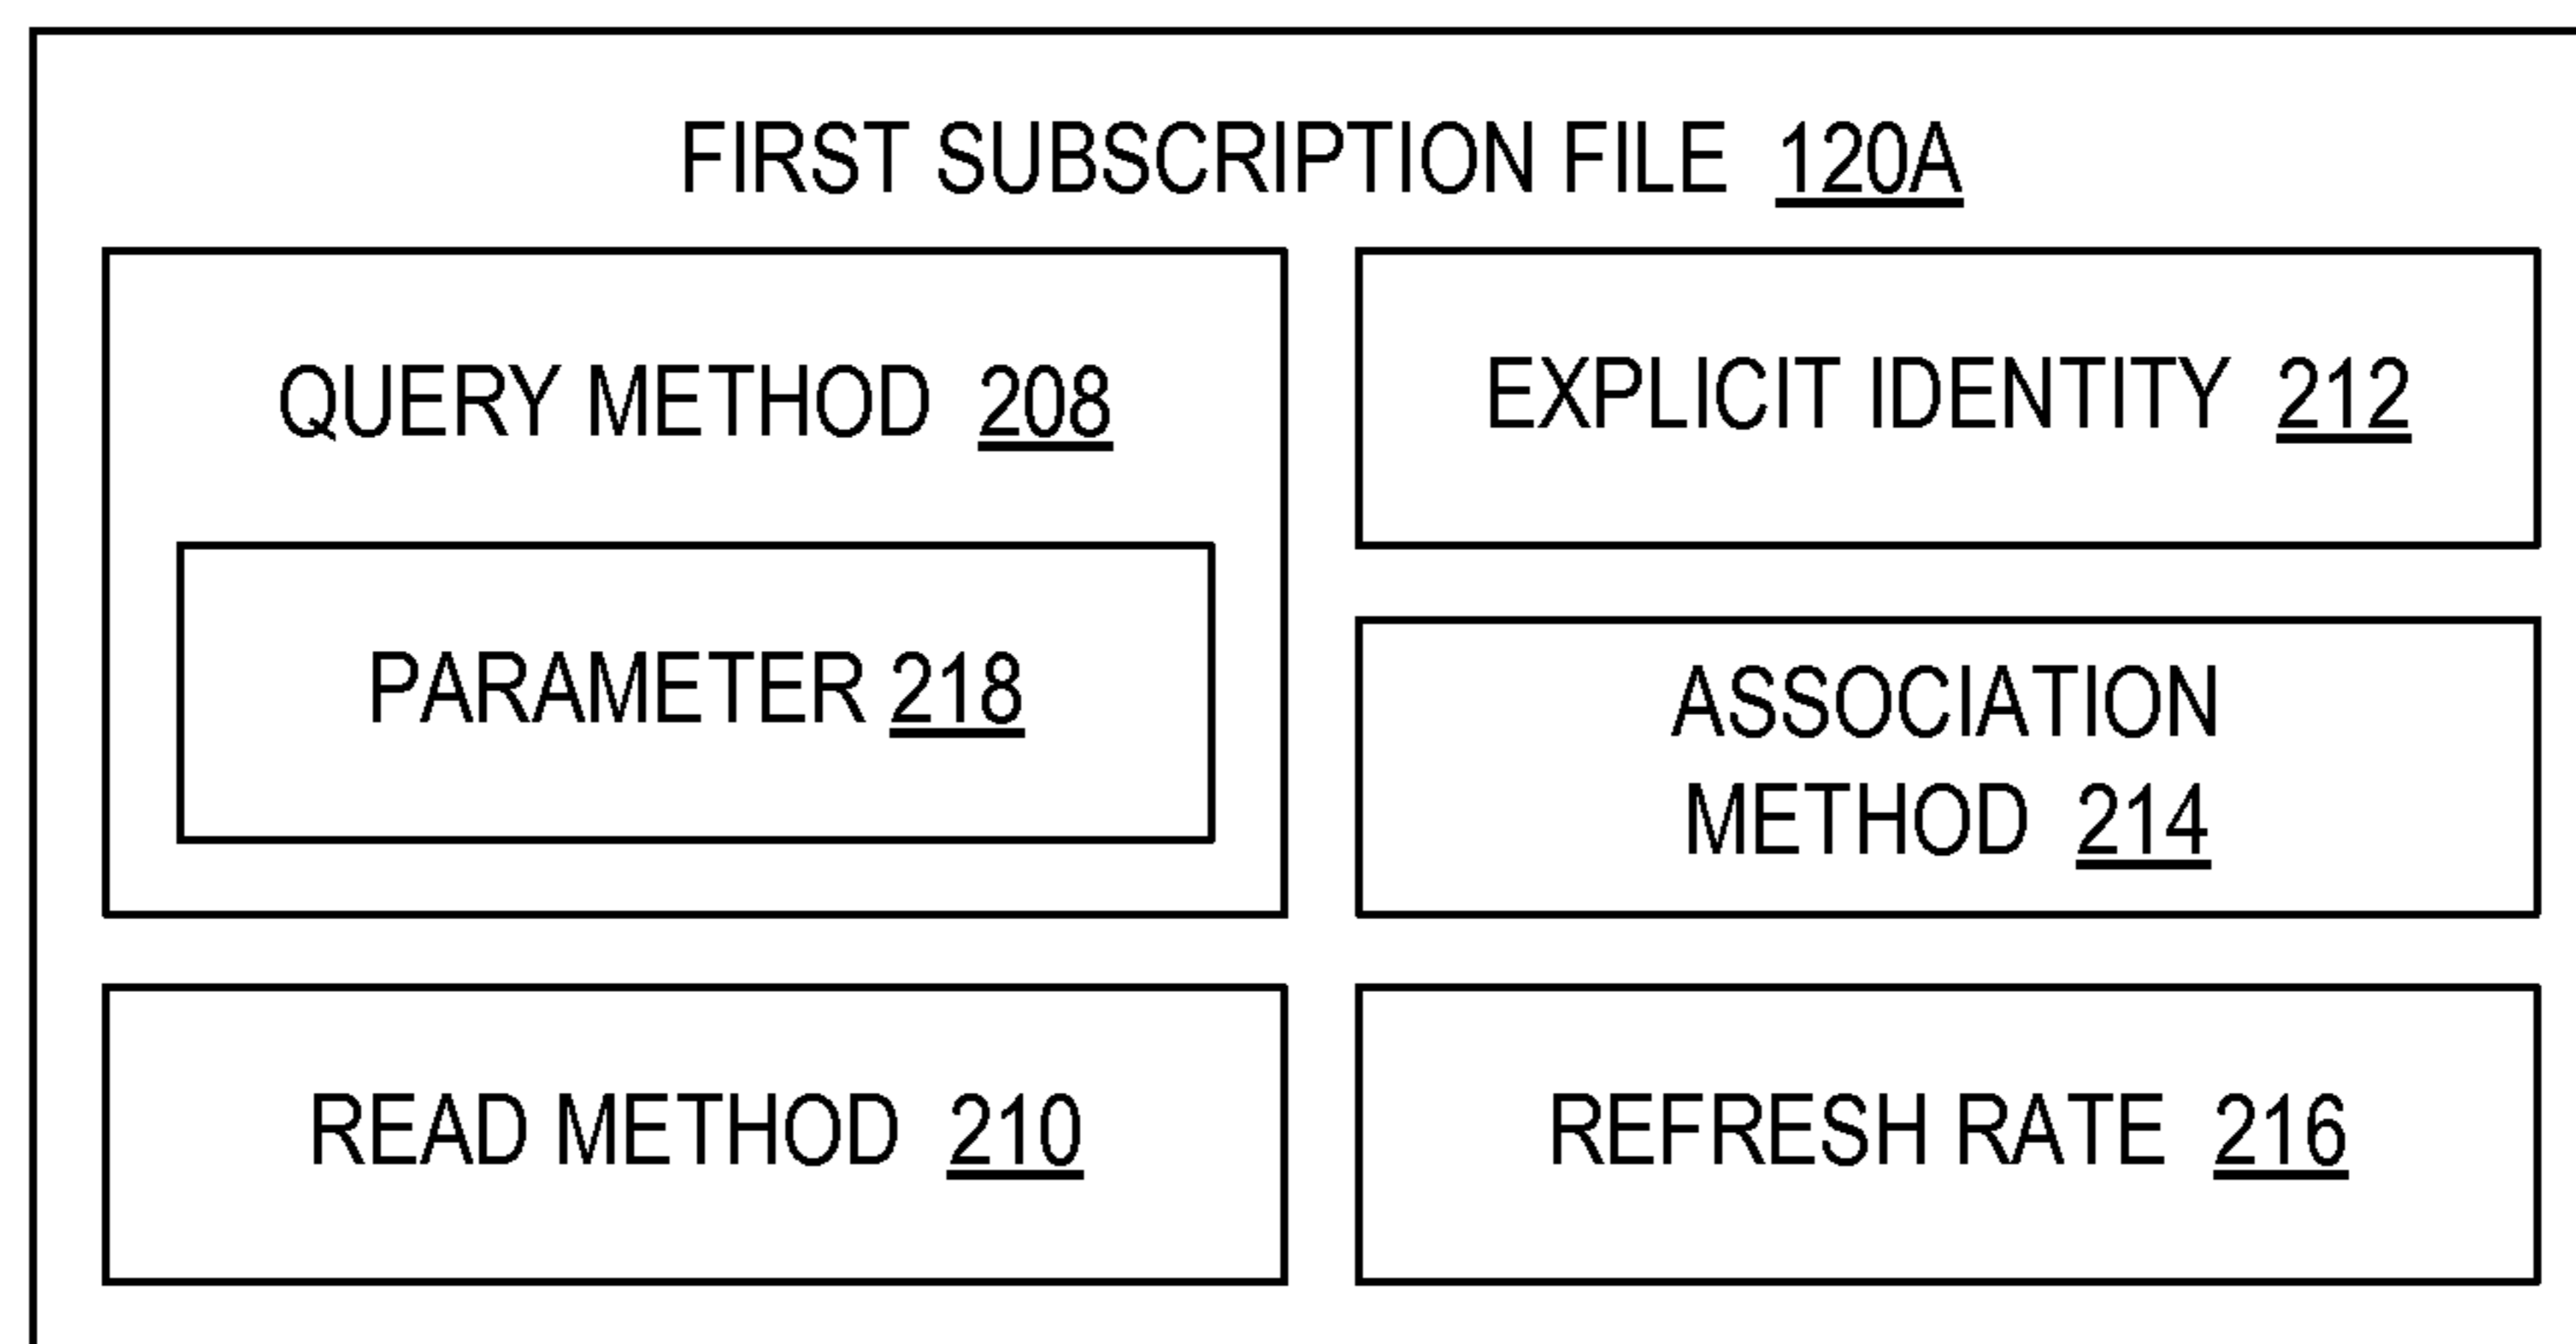 FIRST SUBSCRIPTION FILE 120A
QUERY METHOD 208
PARAMETER 218
READ METHOD 210
EXPLICIT IDENTITY 212
ASSOCIATION
METHOD 214
REFRESH RATE 216